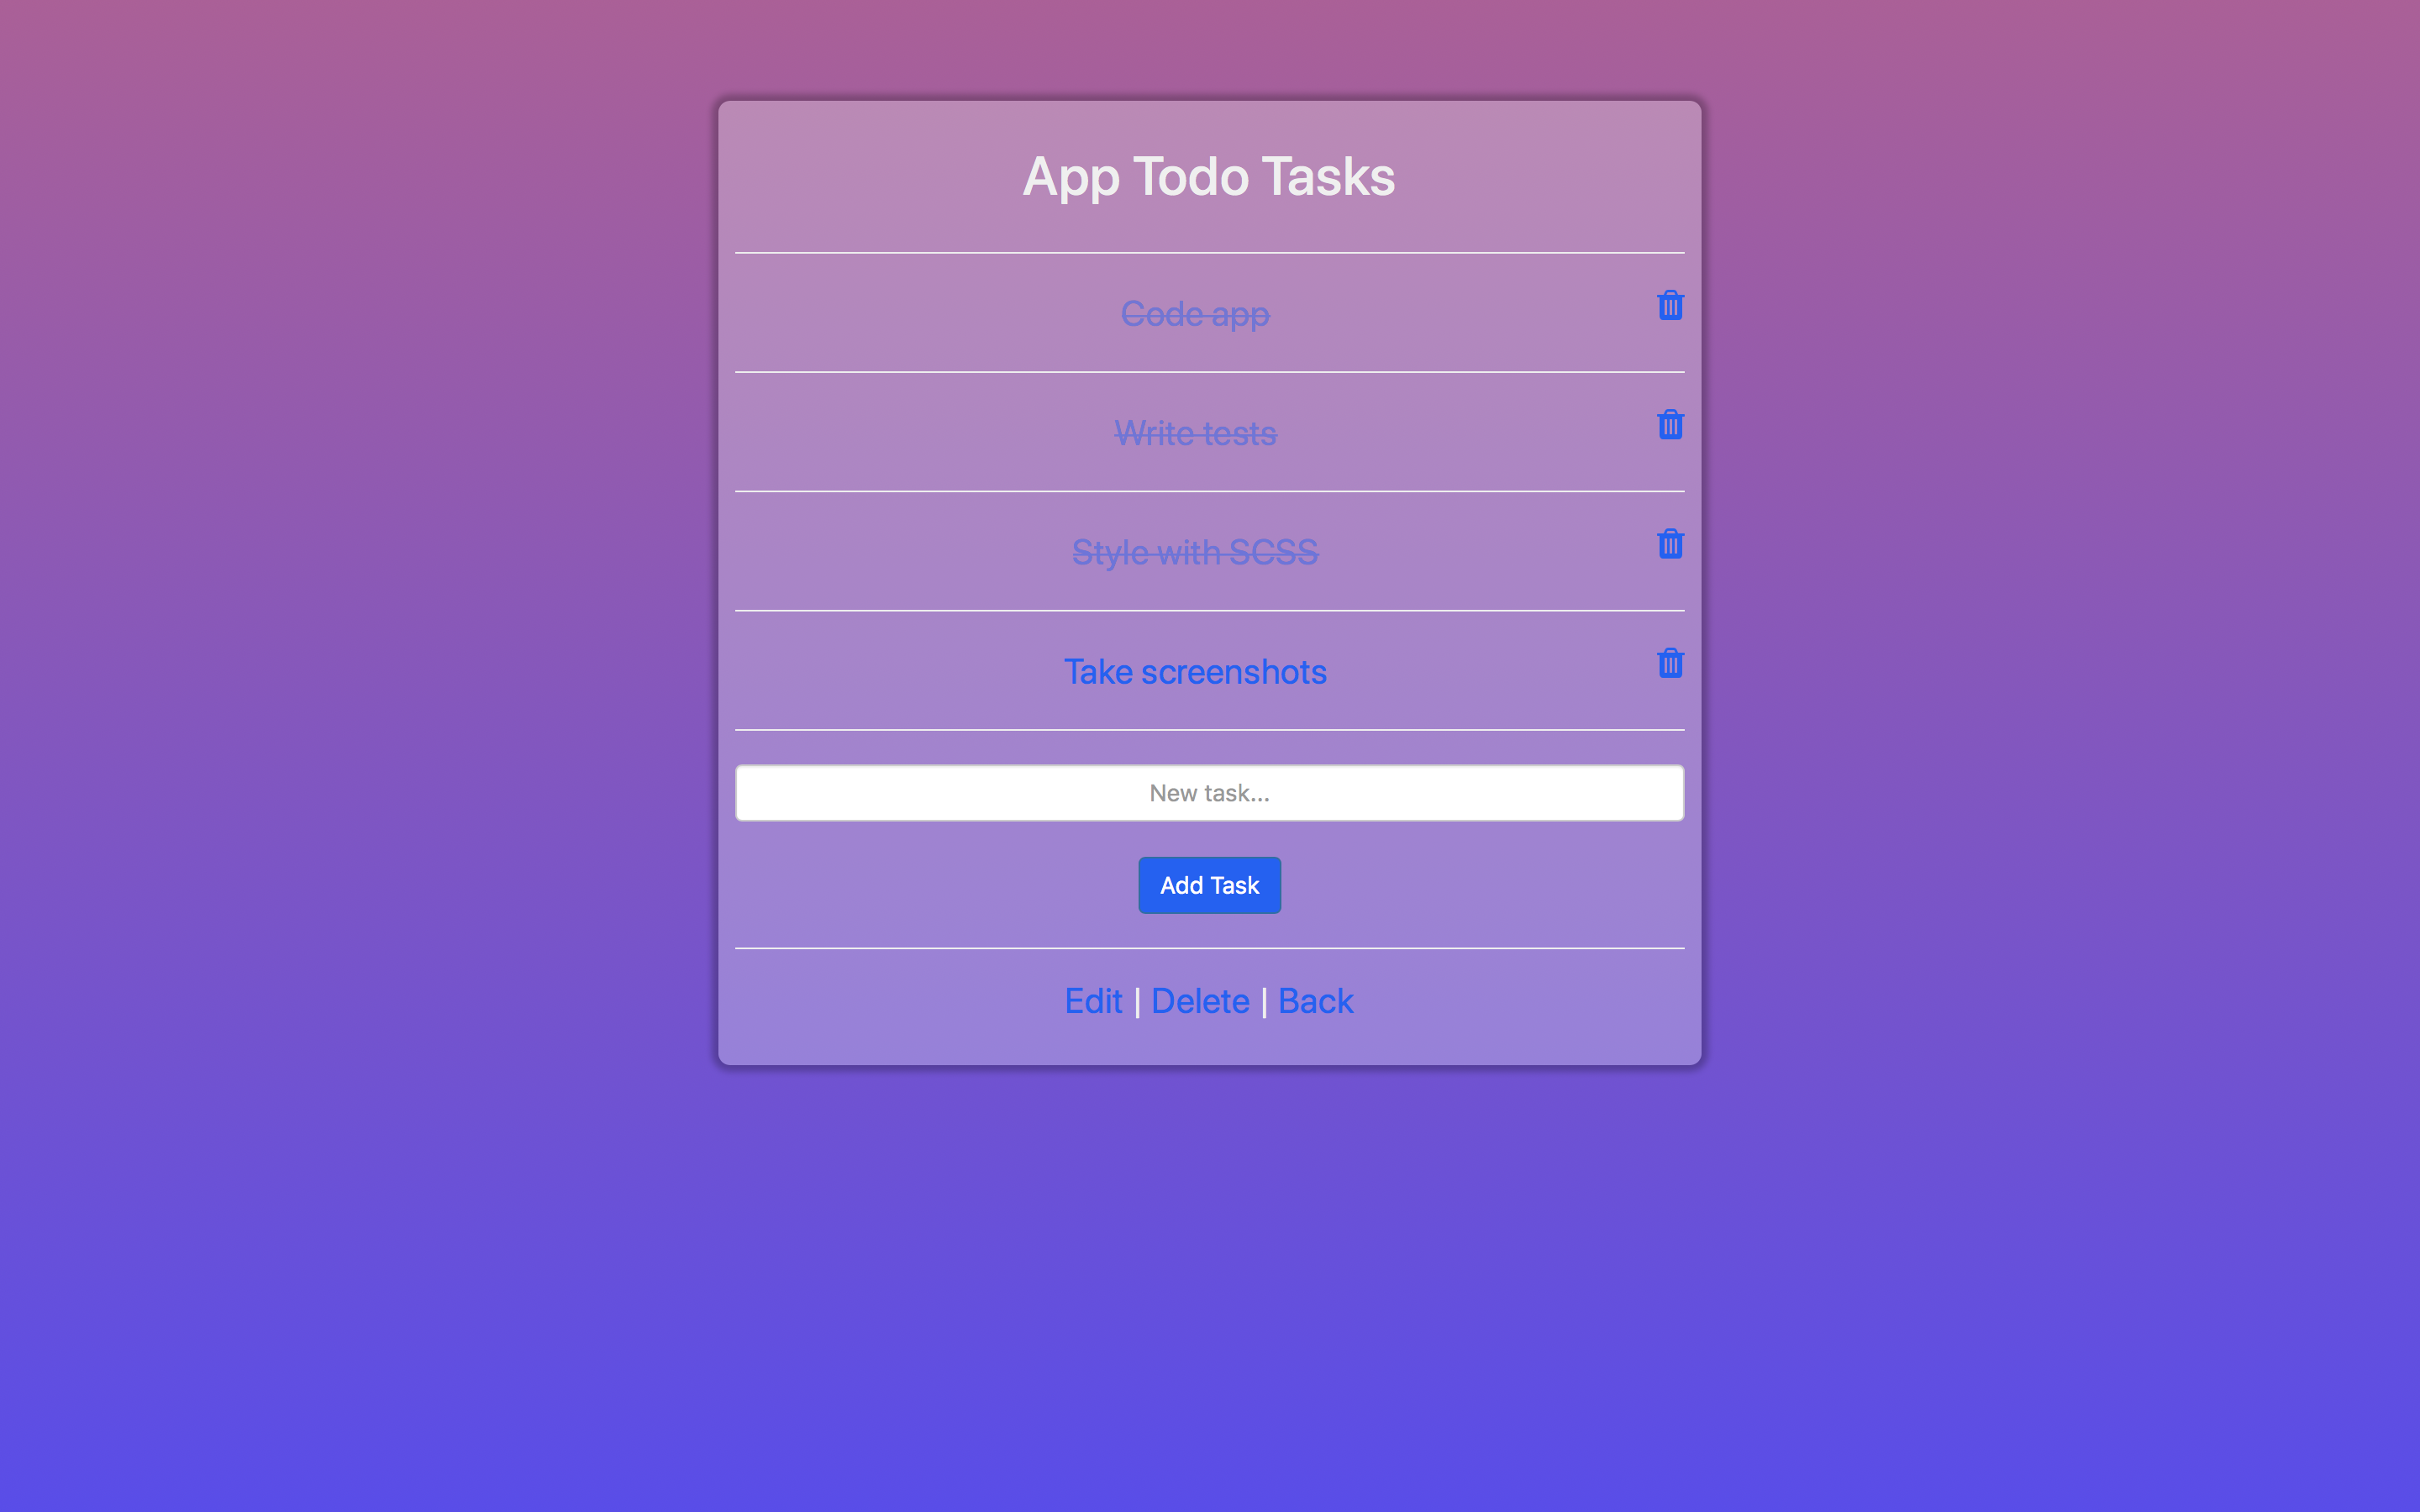 App Todo Tasks
Code app
Write tests
Style with SCSS
Take screenshots
New task...
Add Task
Edit | Delete | Back